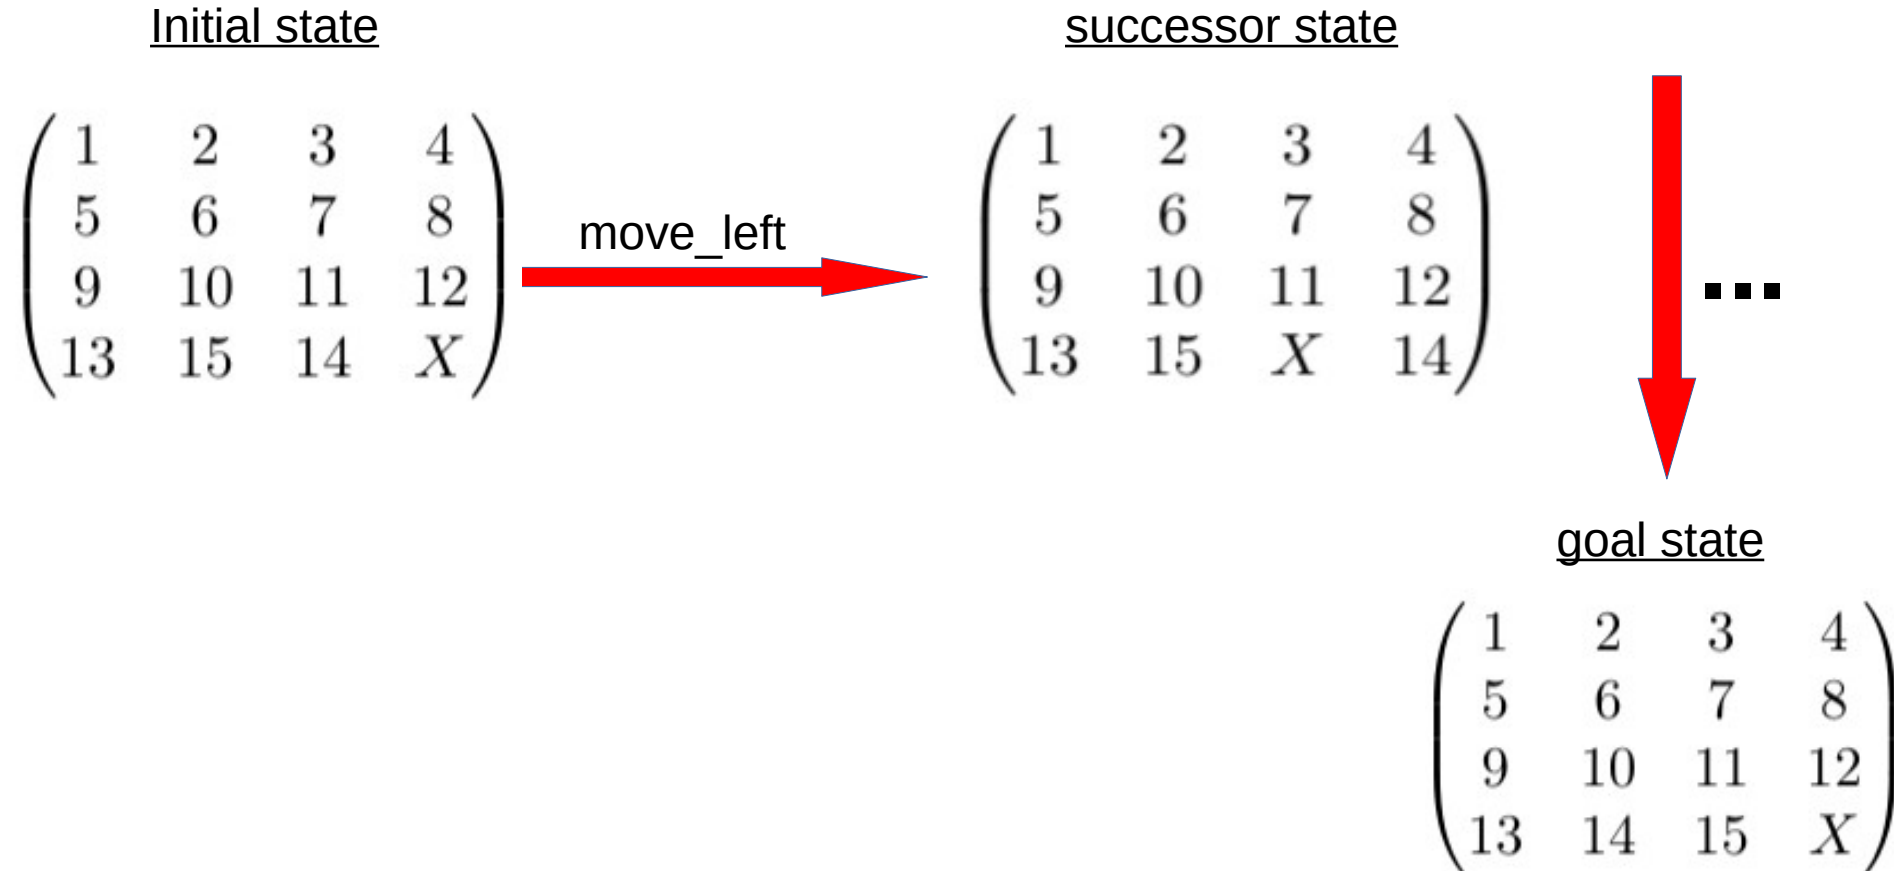 Initial state
1 2 3 4
5 6 7 8
9 10 11 12
13 15 14 X
move_left
successor state
1 2 3 4
5 6 7 8
9 10 11 12
13 15 X 14
...
goal state
1 2 3 4
5 6 7 8
9 10 11 12
13 14 15 X